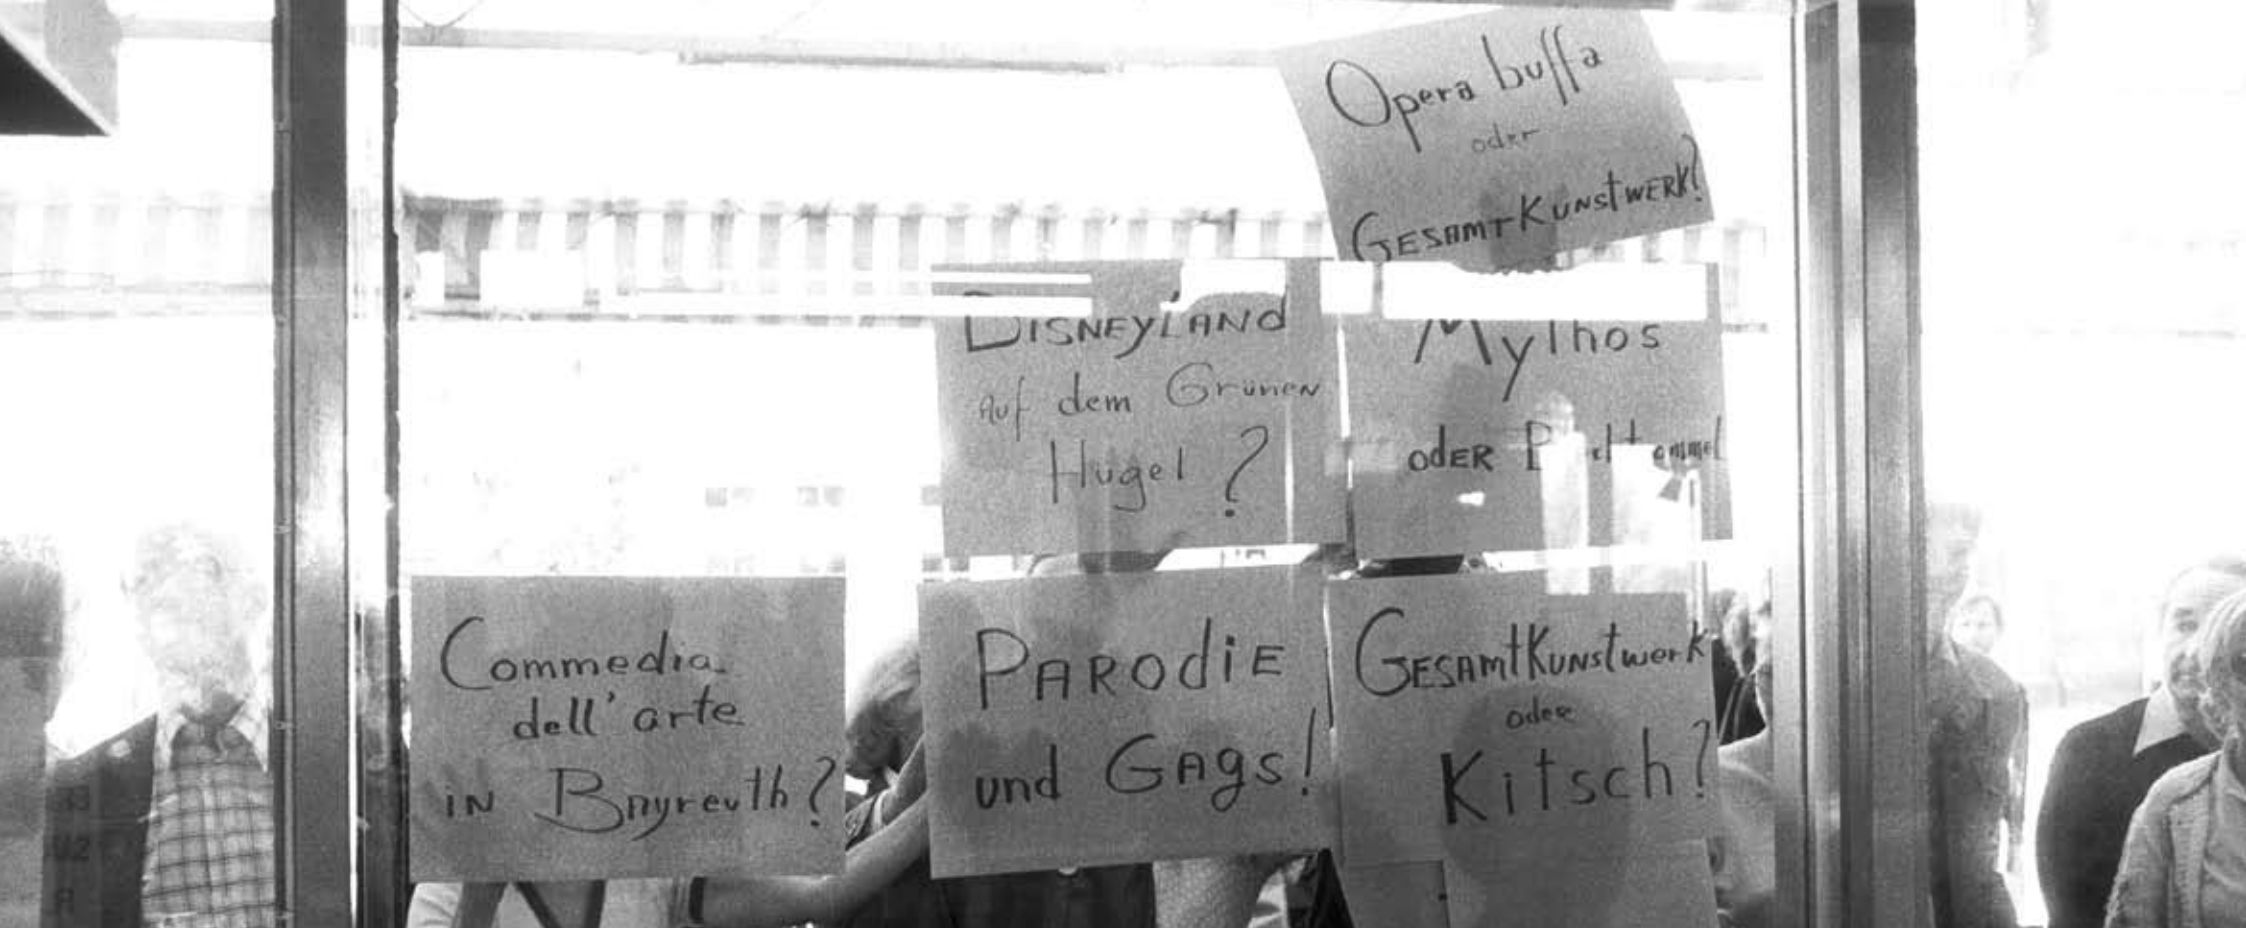 Opera buffa
oder
GESAMTKUNSTWERK?
DISNEYLAND
AUF dem Grünen
Hügel ?
Mythos
ODER
Commedia
dell'arte
IN Bayreuth?
PARODIE
und GAGS!
GESAMTKUNSTWERK
oder
Kitsch?